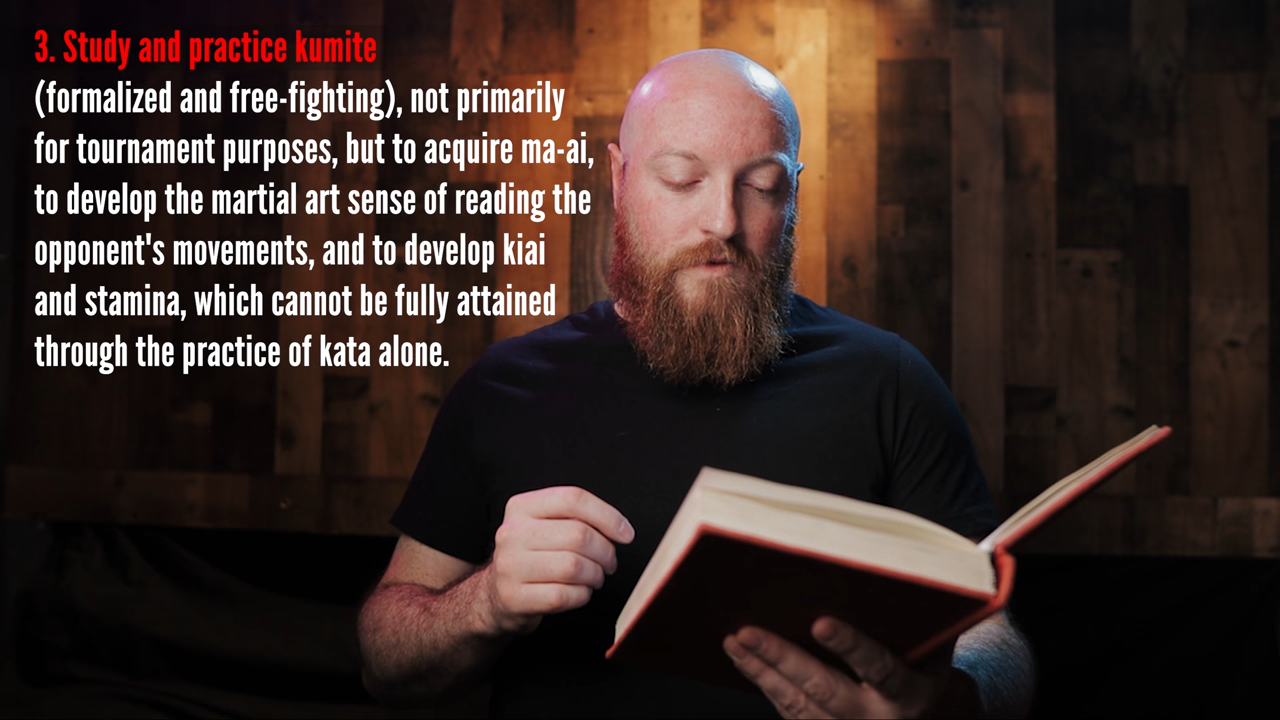 3. Study and practice kumite
(formalized and free-fighting), not primarily
for tournament purposes, but to acquire ma-ai,
to develop the martial art sense of reading the
opponent's movements, and to develop kiai
and stamina, which cannot be fully attained
through the practice of kata alone.